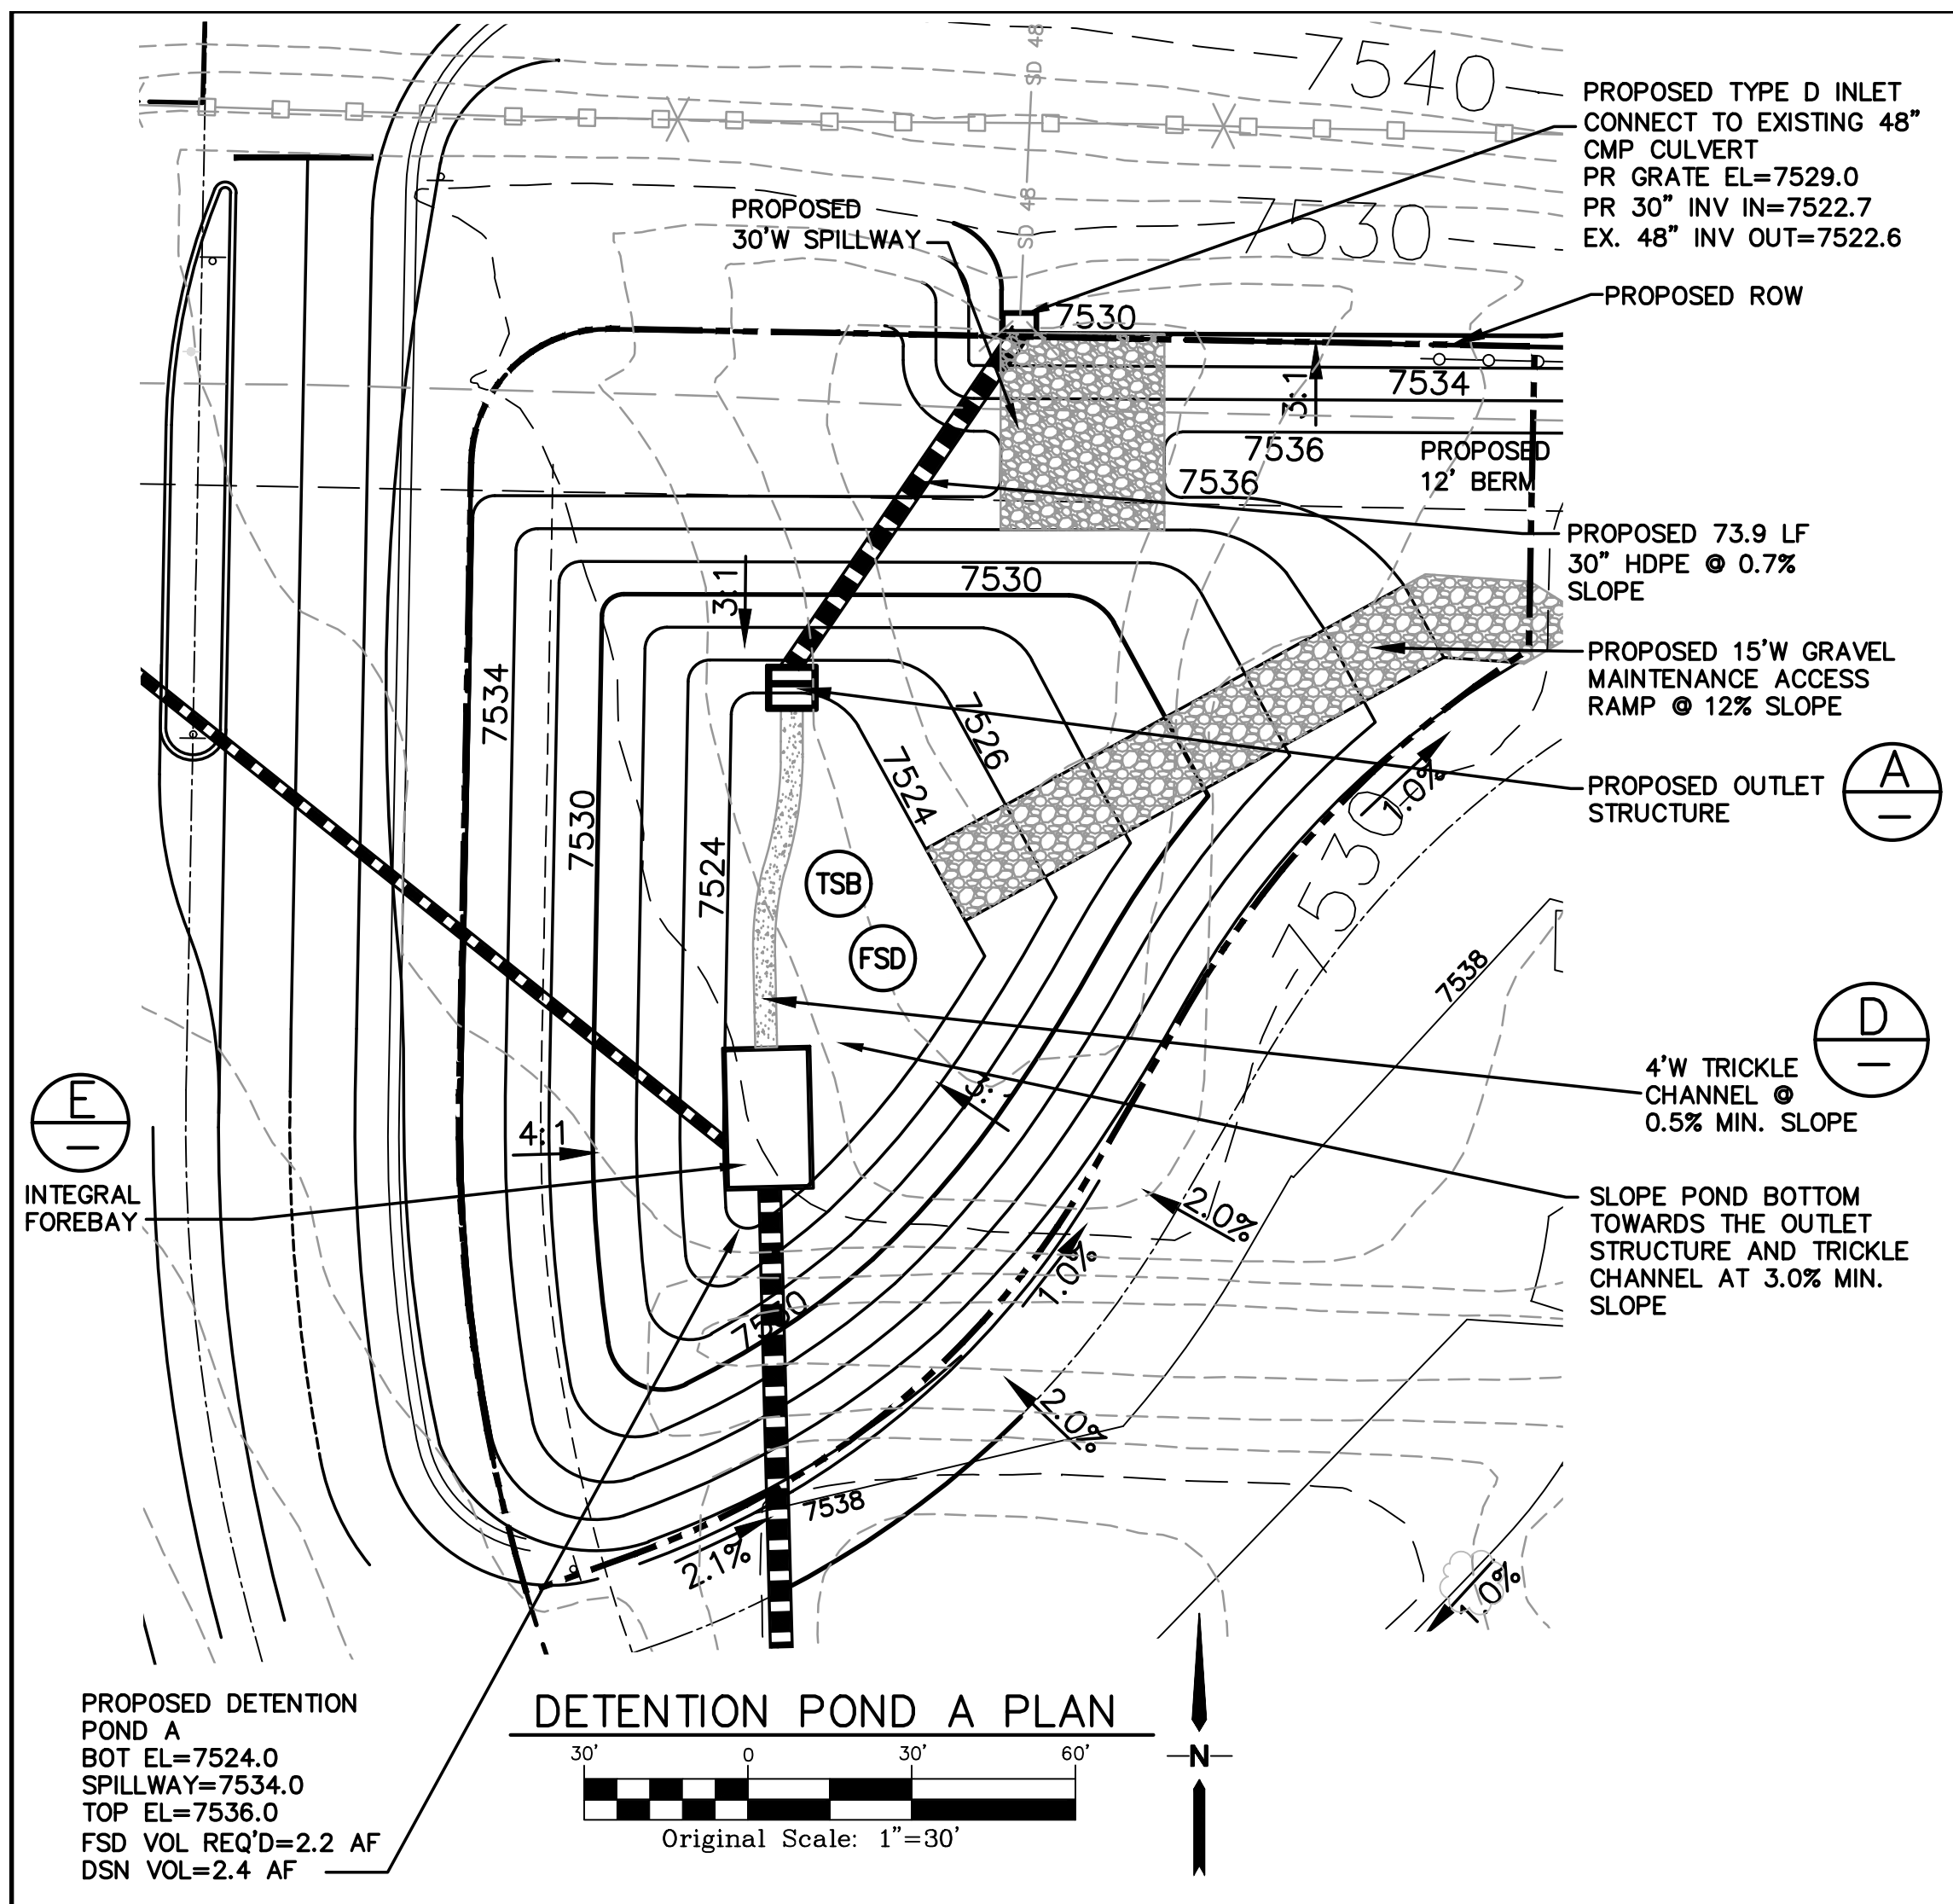 7540
SD 48
PROPOSED TYPE D INLET
CONNECT TO EXISTING 48"
CMP CULVERT
PR GRATE EL=7529.0
PR 30" INV IN=7522.7
EX. 48" INV OUT=7522.6
SD 48
7530
PROPOSED
30'W SPILLWAY
PROPOSED ROW
7530
7534
3:1
7536
PROPOSED
12' BERM
7536
PROPOSED 73.9 LF
30" HDPE @ 0.7%
SLOPE
7530
3:1
PROPOSED 15'W GRAVEL
MAINTENANCE ACCESS
RAMP @ 12% SLOPE
7534
7526
7524
1.0%
PROPOSED OUTLET
STRUCTURE
A
7530
7524
7530
TSB
FSD
7538
D
4'W TRICKLE
CHANNEL @
0.5% MIN. SLOPE
E
INTEGRAL
FOREBAY
4:1
2.0%
1.0%
SLOPE POND BOTTOM
TOWARDS THE OUTLET
STRUCTURE AND TRICKLE
CHANNEL AT 3.0% MIN.
SLOPE
7530
2.0%
7538
2.1%
1.0%
PROPOSED DETENTION
POND A
BOT EL=7524.0
SPILLWAY=7534.0
TOP EL=7536.0
FSD VOL REQ'D=2.2 AF
DSN VOL=2.4 AF
DETENTION POND A PLAN
30' 0 30' 60'
Original Scale: 1"=30'
N